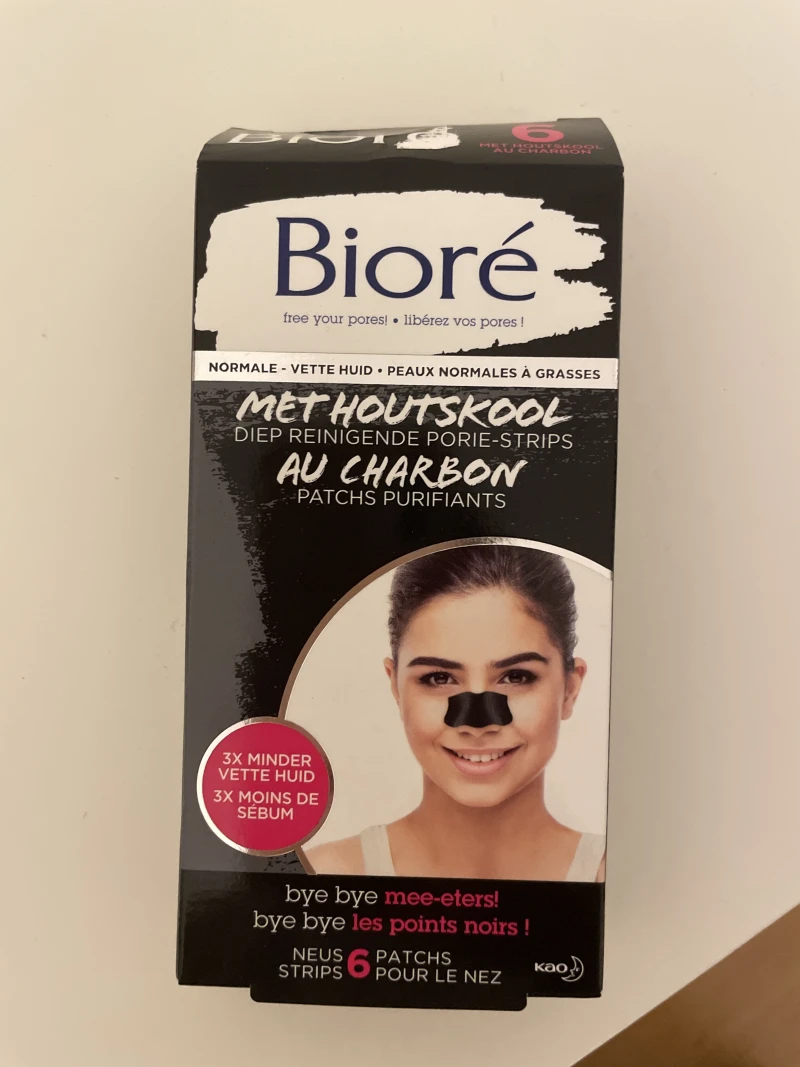 Bioré
6
MET HOUTSKOOL
AU CHARBON
Bioré
free your pores! • libérez vos pores !
NORMALE - VETTE HUID • PEAUX NORMALES À GRASSES
MET HOUTSKOOL
DIEP REINIGENDE PORIE-STRIPS
AU CHARBON
PATCHS PURIFIANTS
3X MINDER
VETTE HUID
3X MOINS DE
SÉBUM
bye bye mee-eters!
bye bye les points noirs !
NEUS STRIPS 6 PATCHS POUR LE NEZ
Kao